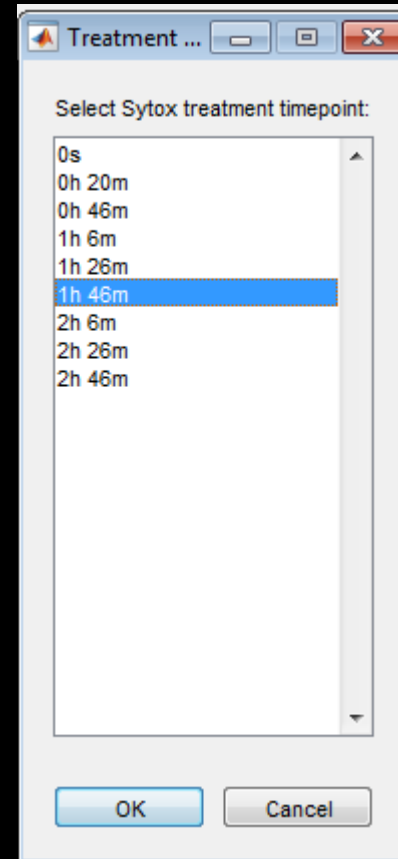 Treatment ...
Select Sytox treatment timepoint:
0s
0h 20m
0h 46m
1h 6m
1h 26m
1h 46m
2h 6m
2h 26m
2h 46m
OK Cancel